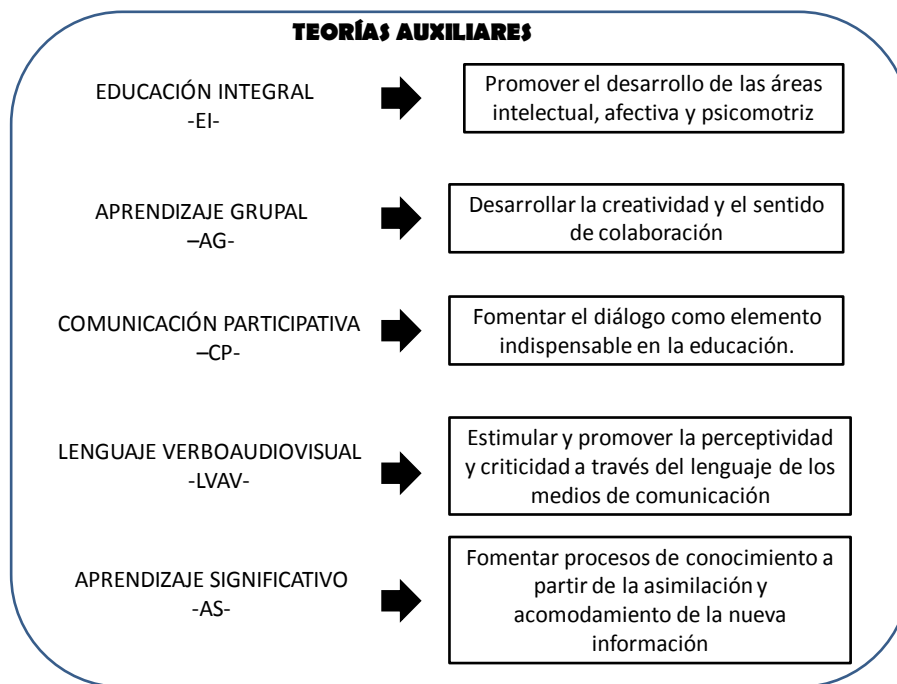 TEORÍAS AUXILIARES
EDUCACIÓN INTEGRAL
-EI-
Promover el desarrollo de las áreas
intelectual, afectiva y psicomotriz
APRENDIZAJE GRUPAL
–AG-
Desarrollar la creatividad y el sentido
de colaboración
COMUNICACIÓN PARTICIPATIVA
–CP-
Fomentar el diálogo como elemento
indispensable en la educación.
LENGUAJE VERBOAUDIOVISUAL
-LVAV-
Estimular y promover la perceptividad
y criticidad a través del lenguaje de los
medios de comunicación
APRENDIZAJE SIGNIFICATIVO
-AS-
Fomentar procesos de conocimiento a
partir de la asimilación y
acomodamiento de la nueva
información